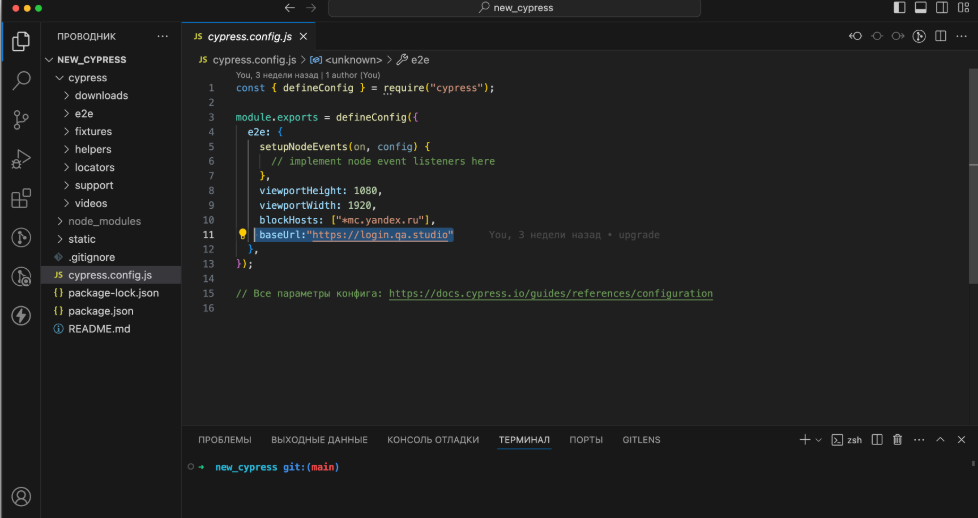 new_cypress
ПРОВОДНИК
NEW_CYPRESS
cypress
downloads
e2e
fixtures
helpers
locators
support
videos
node_modules
static
.gitignore
JS cypress.config.js
{} package-lock.json
{} package.json
README.md
JS cypress.config.js
JS cypress.config.js > <unknown> > e2e
You, 3 недели назад | 1 author (You)
1 const { defineConfig } = require("cypress");
2
3 module.exports = defineConfig({
4 e2e: {
5 setupNodeEvents(on, config) {
6 // implement node event listeners here
7 },
8 viewportHeight: 1080,
9 viewportWidth: 1920,
10 blockHosts: ["*mc.yandex.ru"],
11 baseUrl:"https://login.qa.studio" You, 3 недели назад • upgrade
12 },
13 });
14
15 // Все параметры конфига: https://docs.cypress.io/guides/references/configuration
16
ПРОБЛЕМЫ ВЫХОДНЫЕ ДАННЫЕ КОНСОЛЬ ОТЛАДКИ ТЕРМИНАЛ ПОРТЫ GITLENS
zsh
new_cypress git:(main)